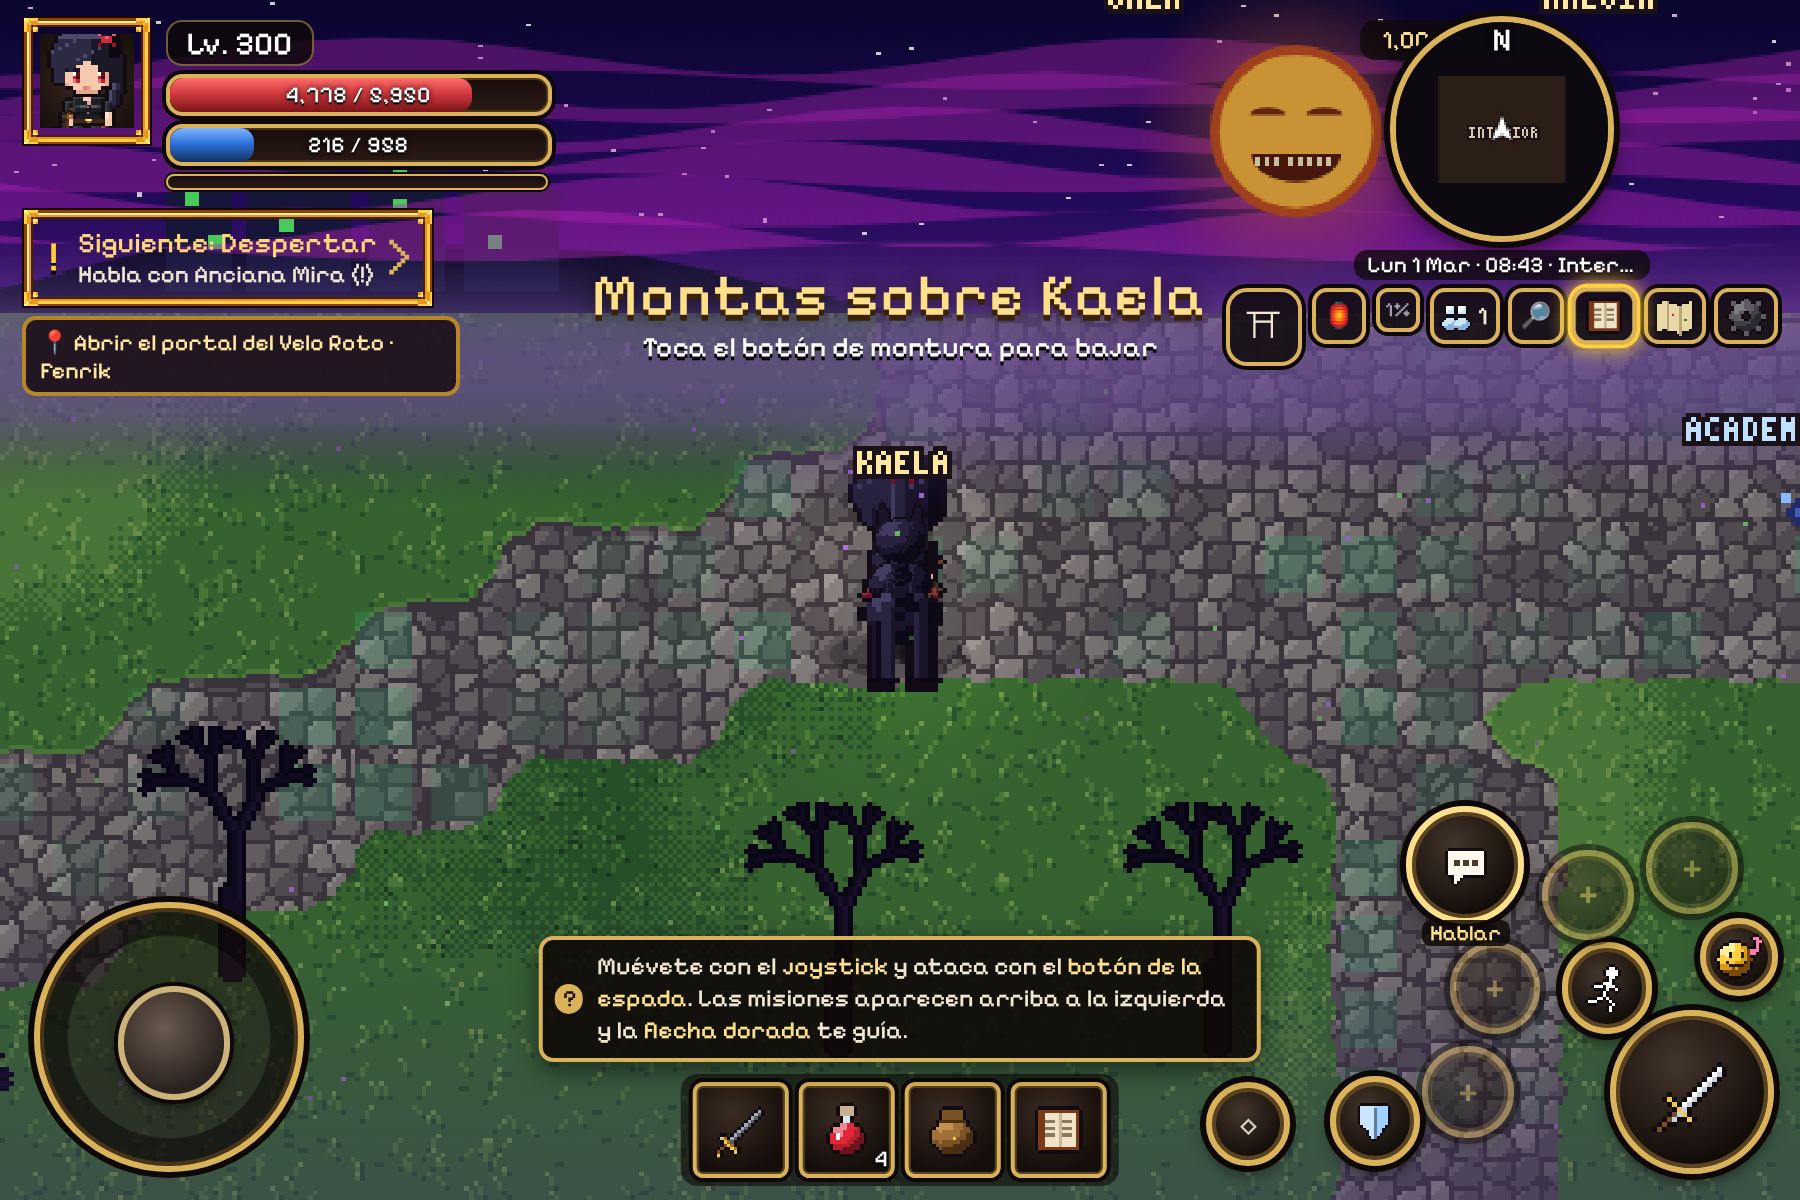 Lv. 300
N
4,778 / 8,980
216 / 988
Siguiente: Despertar
Habla con Anciana Mira (!)
Lun 1 Mar · 08:43 · Inter...
Montas sobre Kaela
Toca el botón de montura para bajar
1
📍 Abrir el portal del Velo Roto ·
Fenrik
ACADEM
KAELA
Hablar
Muévete con el joystick y ataca con el botón de la
espada. Las misiones aparecen arriba a la izquierda
y la flecha dorada te guía.
4